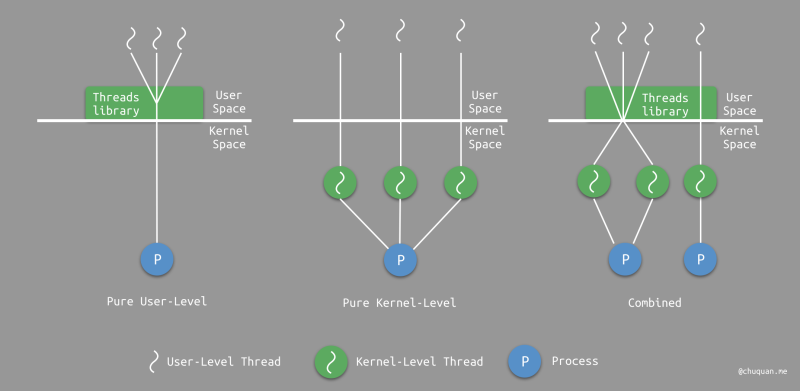 Threads
library
User
Space
Kernel
Space
P
Pure User-Level
User
Space
Kernel
Space
P
Pure Kernel-Level
Threads
library
User
Space
Kernel
Space
P
P
Combined
User-Level Thread
Kernel-Level Thread
P
Process
@chuquan.me